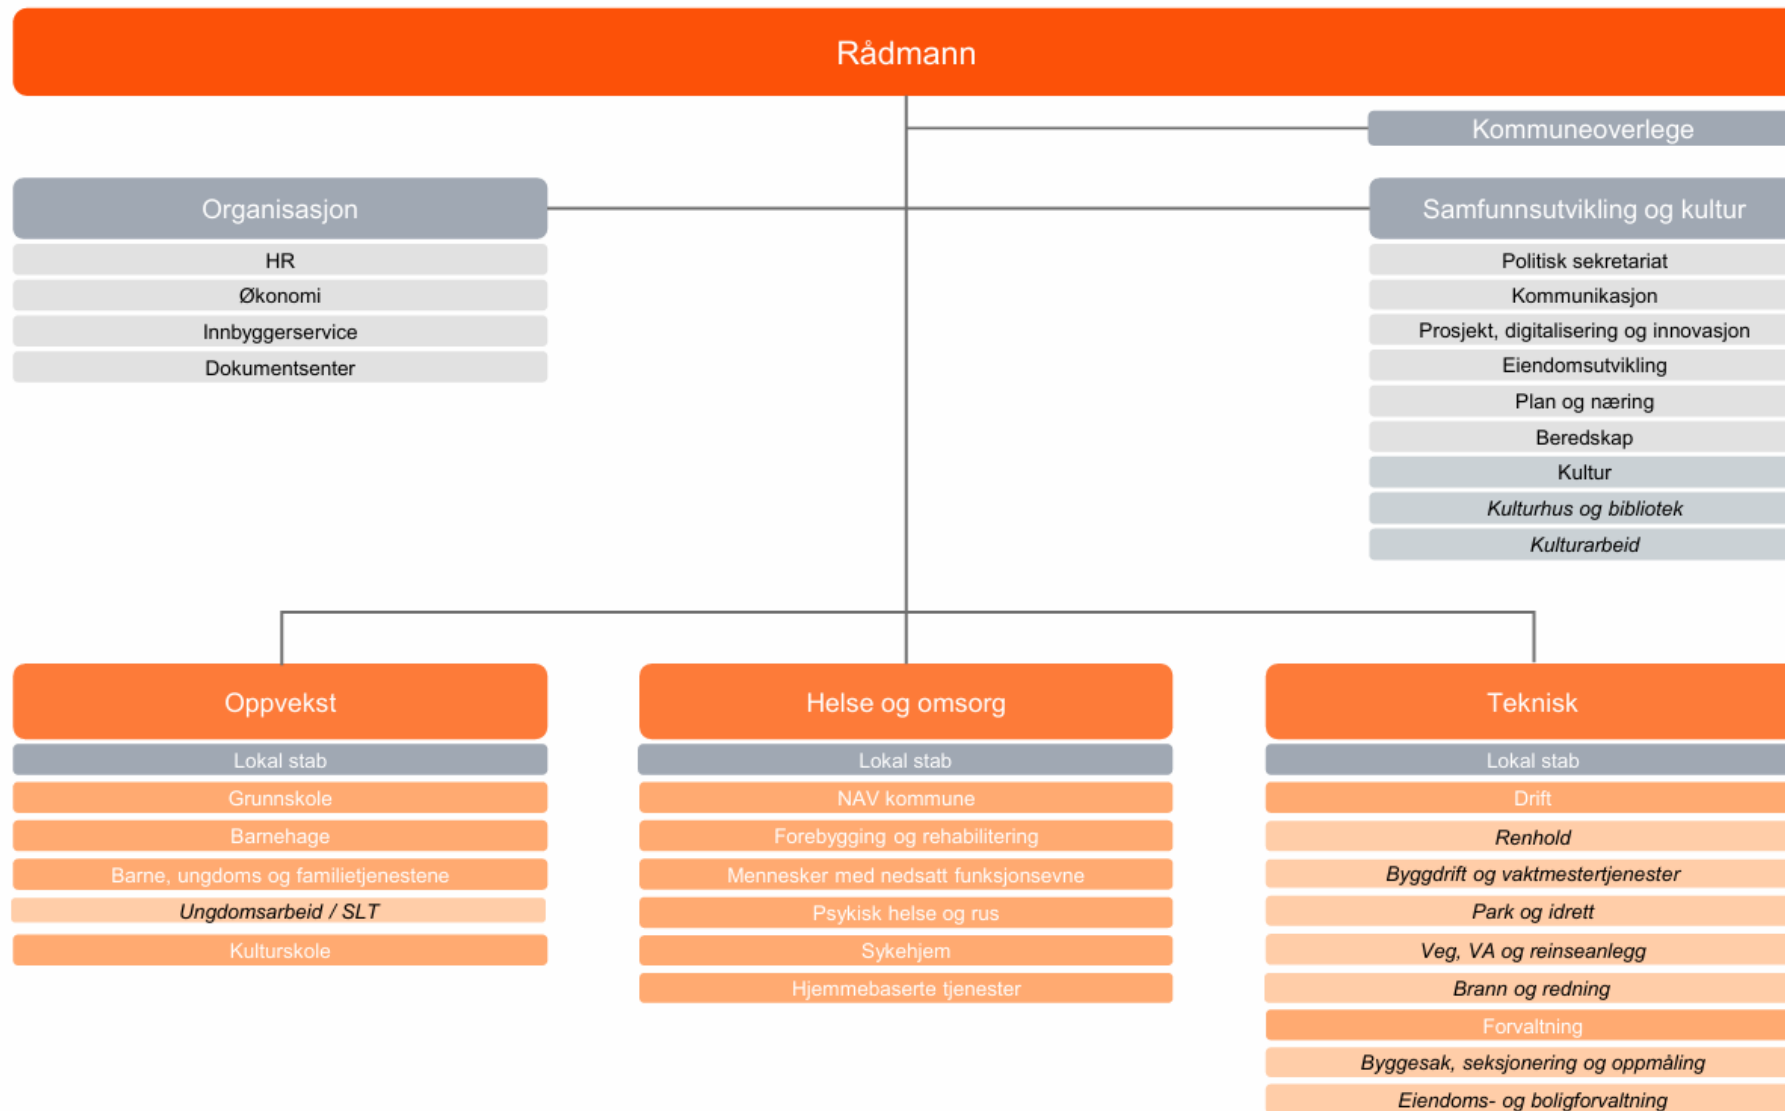 Rådmann
Kommuneoverlege
Organisasjon
HR
Økonomi
Innbyggerservice
Dokumentsenter
Samfunnsutvikling og kultur
Politisk sekretariat
Kommunikasjon
Prosjekt, digitalisering og innovasjon
Eiendomsutvikling
Plan og næring
Beredskap
Kultur
Kulturhus og bibliotek
Kulturarbeid
Oppvekst
Lokal stab
Grunnskole
Barnehage
Barne, ungdoms og familietjenestene
Ungdomsarbeid / SLT
Kulturskole
Helse og omsorg
Lokal stab
NAV kommune
Forebygging og rehabilitering
Mennesker med nedsatt funksjonsevne
Psykisk helse og rus
Sykehjem
Hjemmebaserte tjenester
Teknisk
Lokal stab
Drift
Renhold
Byggdrift og vaktmestertjenester
Park og idrett
Veg, VA og reinseanlegg
Brann og redning
Forvaltning
Byggesak, seksjonering og oppmåling
Eiendoms- og boligforvaltning